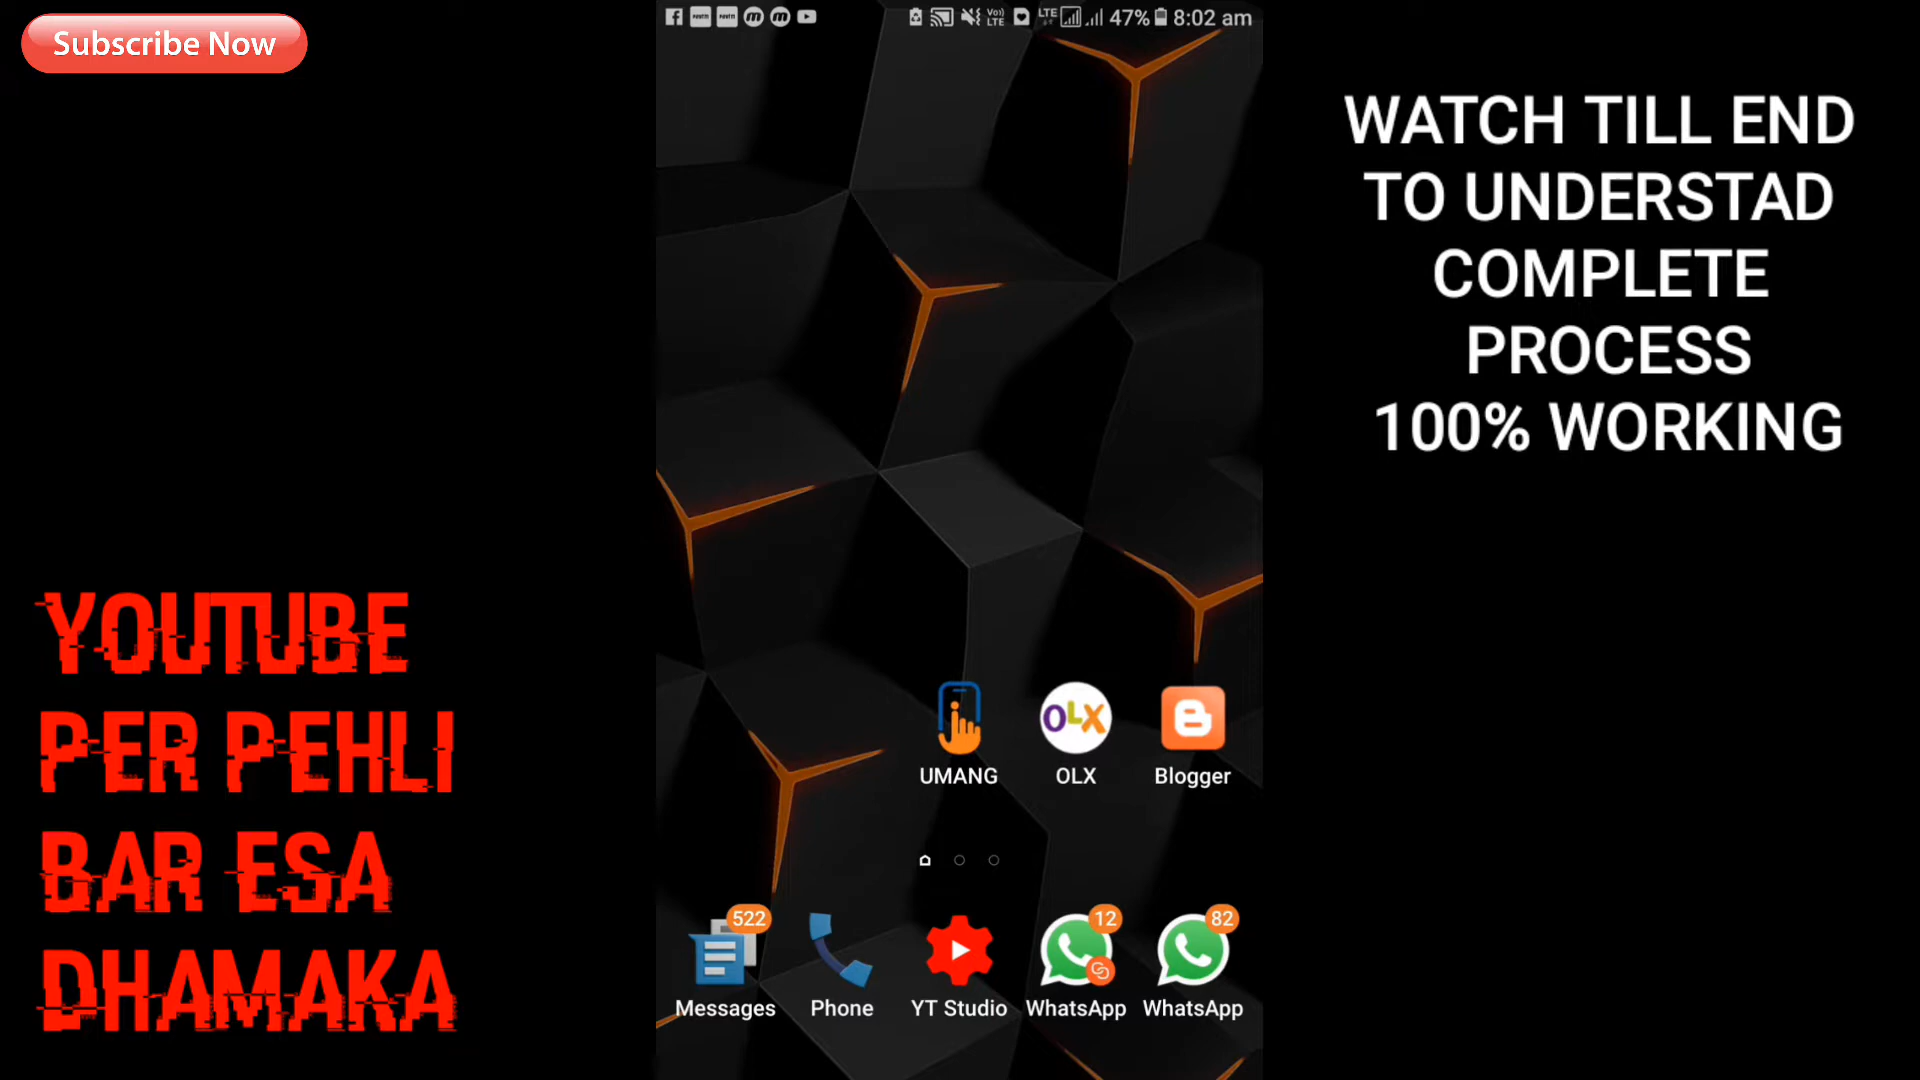 Subscribe Now
47% 8:02 am
WATCH TILL END
TO UNDERSTAD
COMPLETE
PROCESS
100% WORKING
YOUTUBE
PER PEHLI
BAR ESA
DHAMAKA
OLX
UMANG OLX Blogger
522 12 82
Messages Phone YT Studio WhatsApp WhatsApp